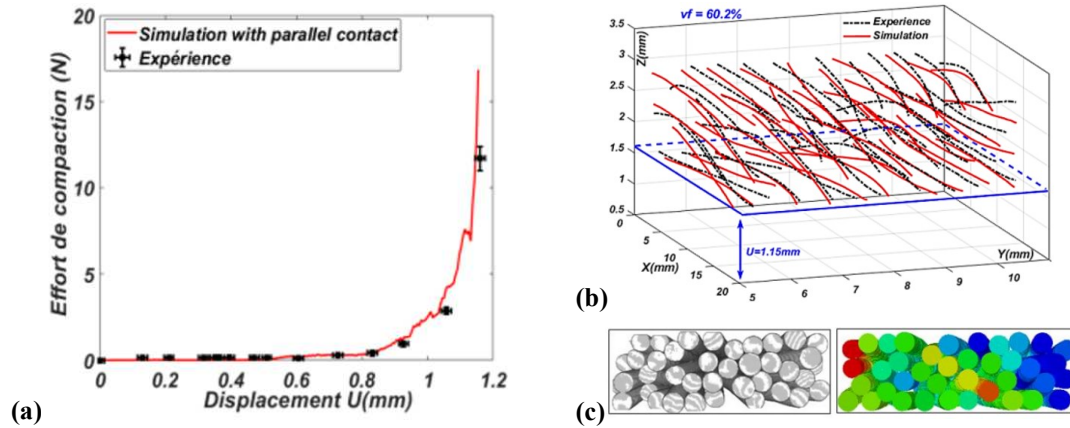 20
Simulation with parallel contact
Expérience
15
10
5
0
Effort de compaction (N)
0 0.2 0.4 0.6 0.8 1 1.2
Displacement U(mm)
(a)
vf = 60.2%
Experience
Simulation
3.5
Z(mm)
3
2.5
2
1.5
1
0.5
0
5
10
15
20
X(mm)
U=1.15mm
Y(mm)
5 6 7 8 9 10
(b)
(c)